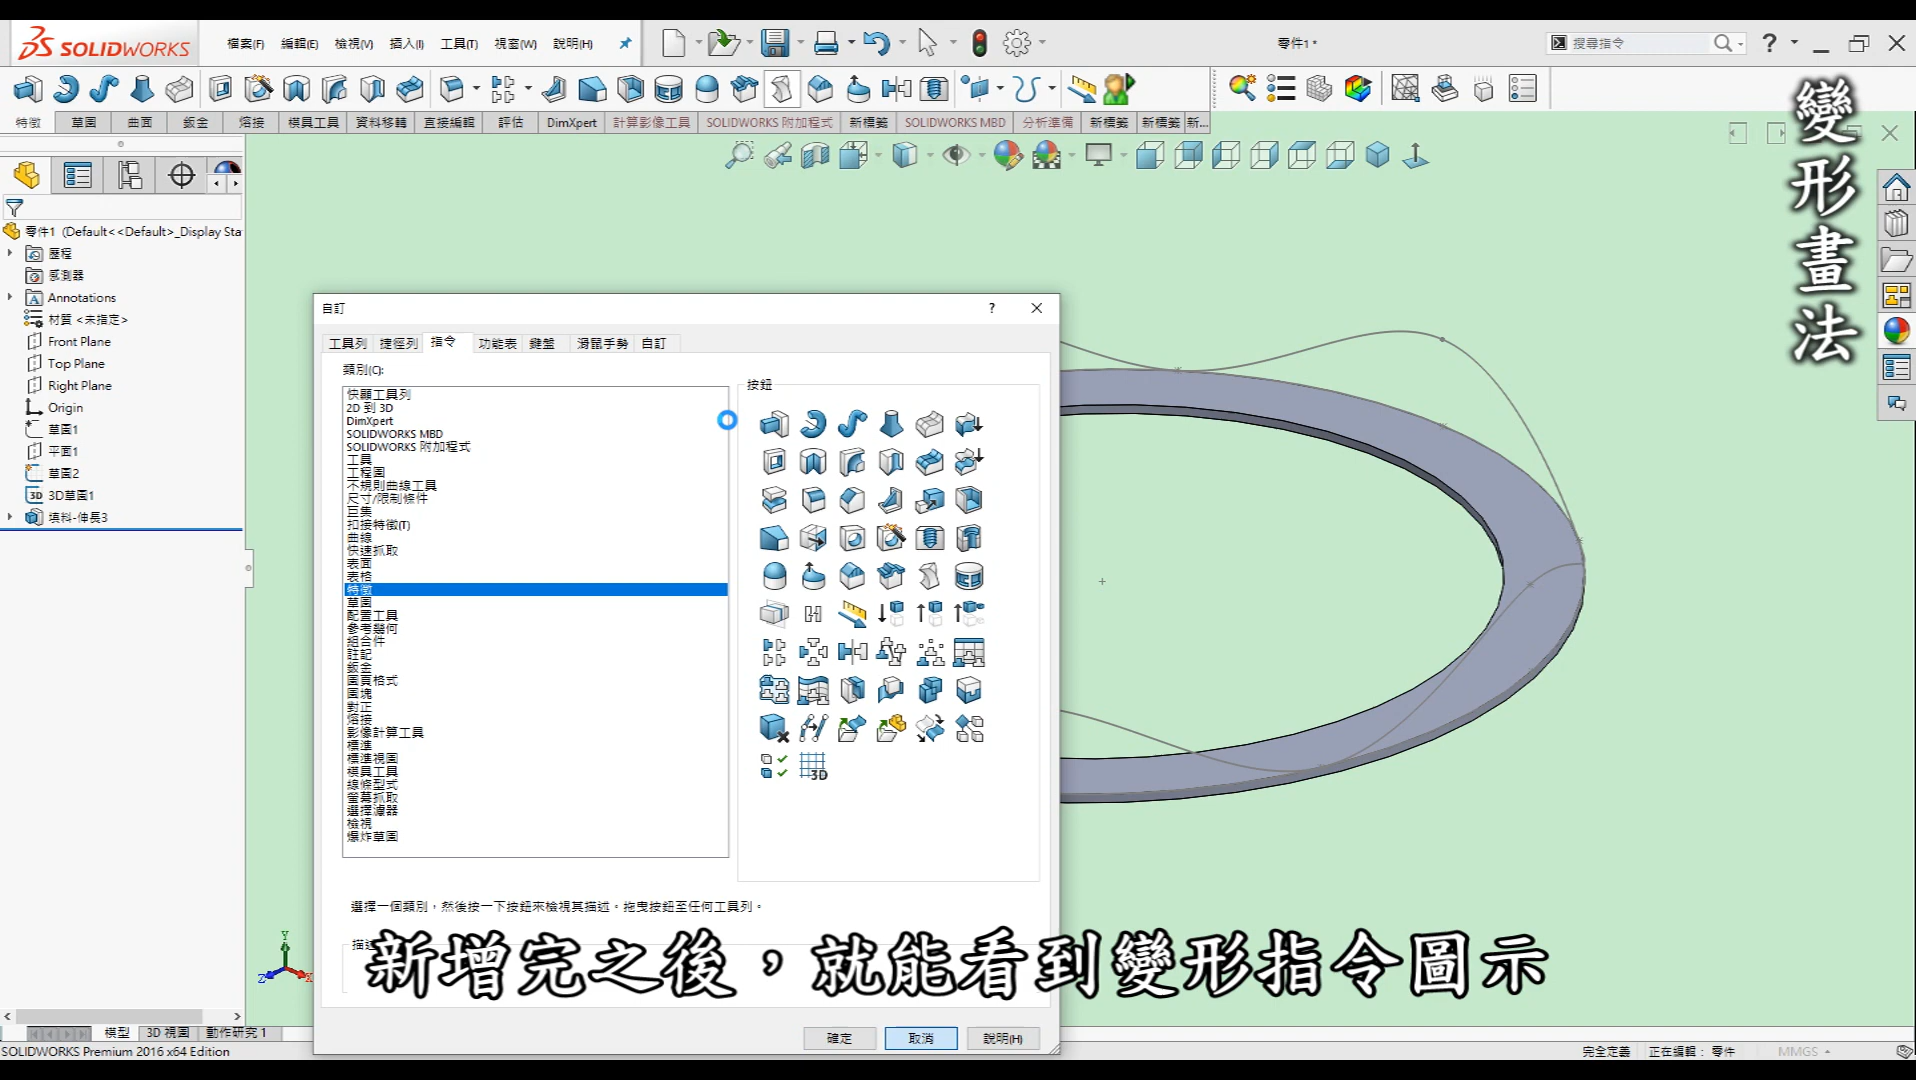 SOLIDWORKS
檔案(F) 編輯(E) 檢視(V) 插入(I) 工具(T) 視窗(W) 說明(H)
零件1 *
搜尋指令
特徵 草圖 曲面 鈑金 熔接 模具工具 資料移轉 直接編輯 評估 DimXpert 計算影像工具 SOLIDWORKS 附加程式 新標籤 SOLIDWORKS MBD 分析準備 新標籤 新標籤 新...
變形畫法
零件1 (Default<<Default>_Display Sta
歷程
感測器
Annotations
材質 <未指定>
Front Plane
Top Plane
Right Plane
Origin
草圖1
平面1
草圖2
3D草圖1
填料-伸長3
自訂
工具列 捷徑列 指令 功能表 鍵盤 滑鼠手勢 自訂
類別(C):
按鈕
快顯工具列
2D 到 3D
DimXpert
SOLIDWORKS MBD
SOLIDWORKS 附加程式
工具
工程圖
不規則曲線工具
尺寸/限制條件
巨集
扣接特徵(T)
曲線
快速抓取
表面
表格
特徵
草圖
配置工具
參考幾何
組合件
註記
鈑金
圖頁格式
圖塊
對正
熔接
影像計算工具
標準
標準視圖
模具工具
線條型式
螢幕抓取
選擇濾器
檢視
爆炸草圖
3D
選擇一個類別，然後按一下按鈕來檢視其描述。拖曳按鈕至任何工具列。
描述
新增完之後，就能看到變形指令圖示
確定 取消 說明(H)
Y
Z
X
模型 3D 視圖 動作研究 1
SOLIDWORKS Premium 2016 x64 Edition
完全定義 正在編輯： 零件 MMGS